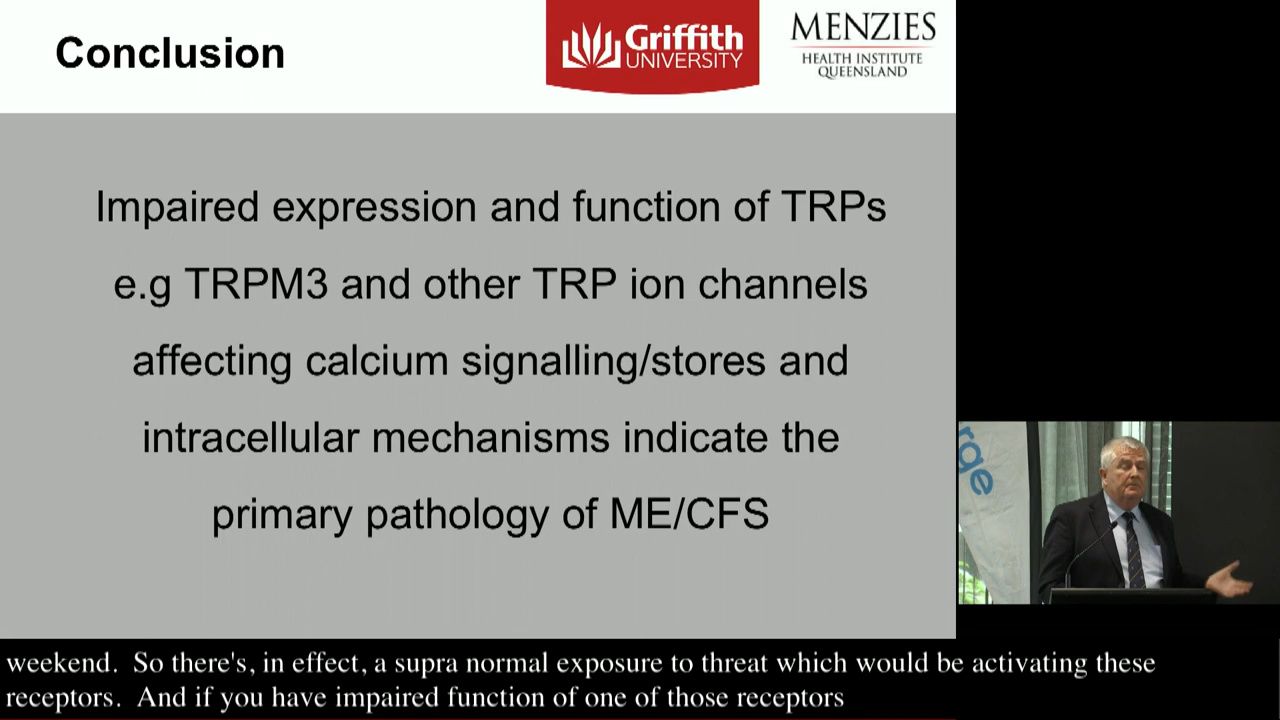 Conclusion
Griffith
UNIVERSITY
MENZIES
HEALTH INSTITUTE
QUEENSLAND
Impaired expression and function of TRPs
e.g TRPM3 and other TRP ion channels
affecting calcium signalling/stores and
intracellular mechanisms indicate the
primary pathology of ME/CFS
rge
weekend.  So there's, in effect, a supra normal exposure to threat which would be activating these
receptors.  And if you have impaired function of one of those receptors